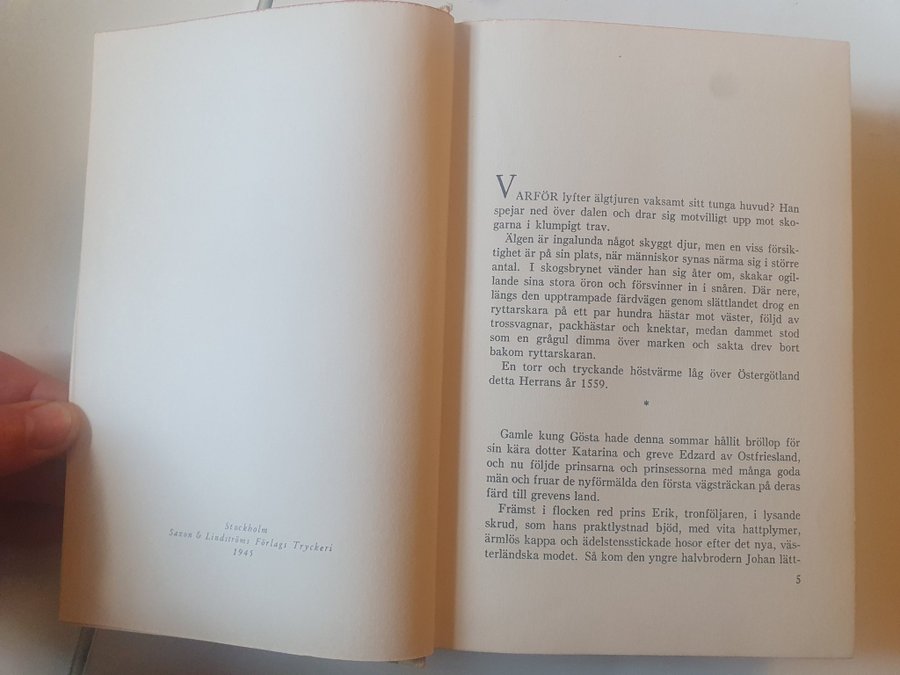 Stockholm
Saxon & Lindströms Förlags Tryckeri
1945
VARFÖR lyfter älgtjuren vaksamt sitt tunga huvud? Han
spejar ned över dalen och drar sig motvilligt upp mot sko-
garna i klumpigt trav.
Älgen är ingalunda något skyggt djur, men en viss försik-
tighet är på sin plats, när människor synas närma sig i större
antal. I skogsbrynet vänder han sig åter om, skakar ogil-
lande sina stora öron och försvinner in i snåren. Där nere,
längs den upptrampade färdvägen genom slättlandet drog en
ryttarskara på ett par hundra hästar mot väster, följd av
trossvagnar, packhästar och knektar, medan dammet stod
som en grågul dimma över marken och sakta drev bort
bakom ryttarskaran.
En torr och tryckande höstvärme låg över Östergötland
detta Herrans år 1559.
*
Gamle kung Gösta hade denna sommar hållit bröllop för
sin kära dotter Katarina och greve Edzard av Ostfriesland,
och nu följde prinsarna och prinsessorna med många goda
män och fruar de nyförmälda den första vägsträckan på deras
färd till grevens land.
Främst i flocken red prins Erik, tronföljaren, i lysande
skrud, som hans praktlystnad bjöd, med vita hattplymer,
ärmlös kappa och ädelstensstickade hosor efter det nya, väs-
terländska modet. Så kom den yngre halvbrodern Johan lätt-
5